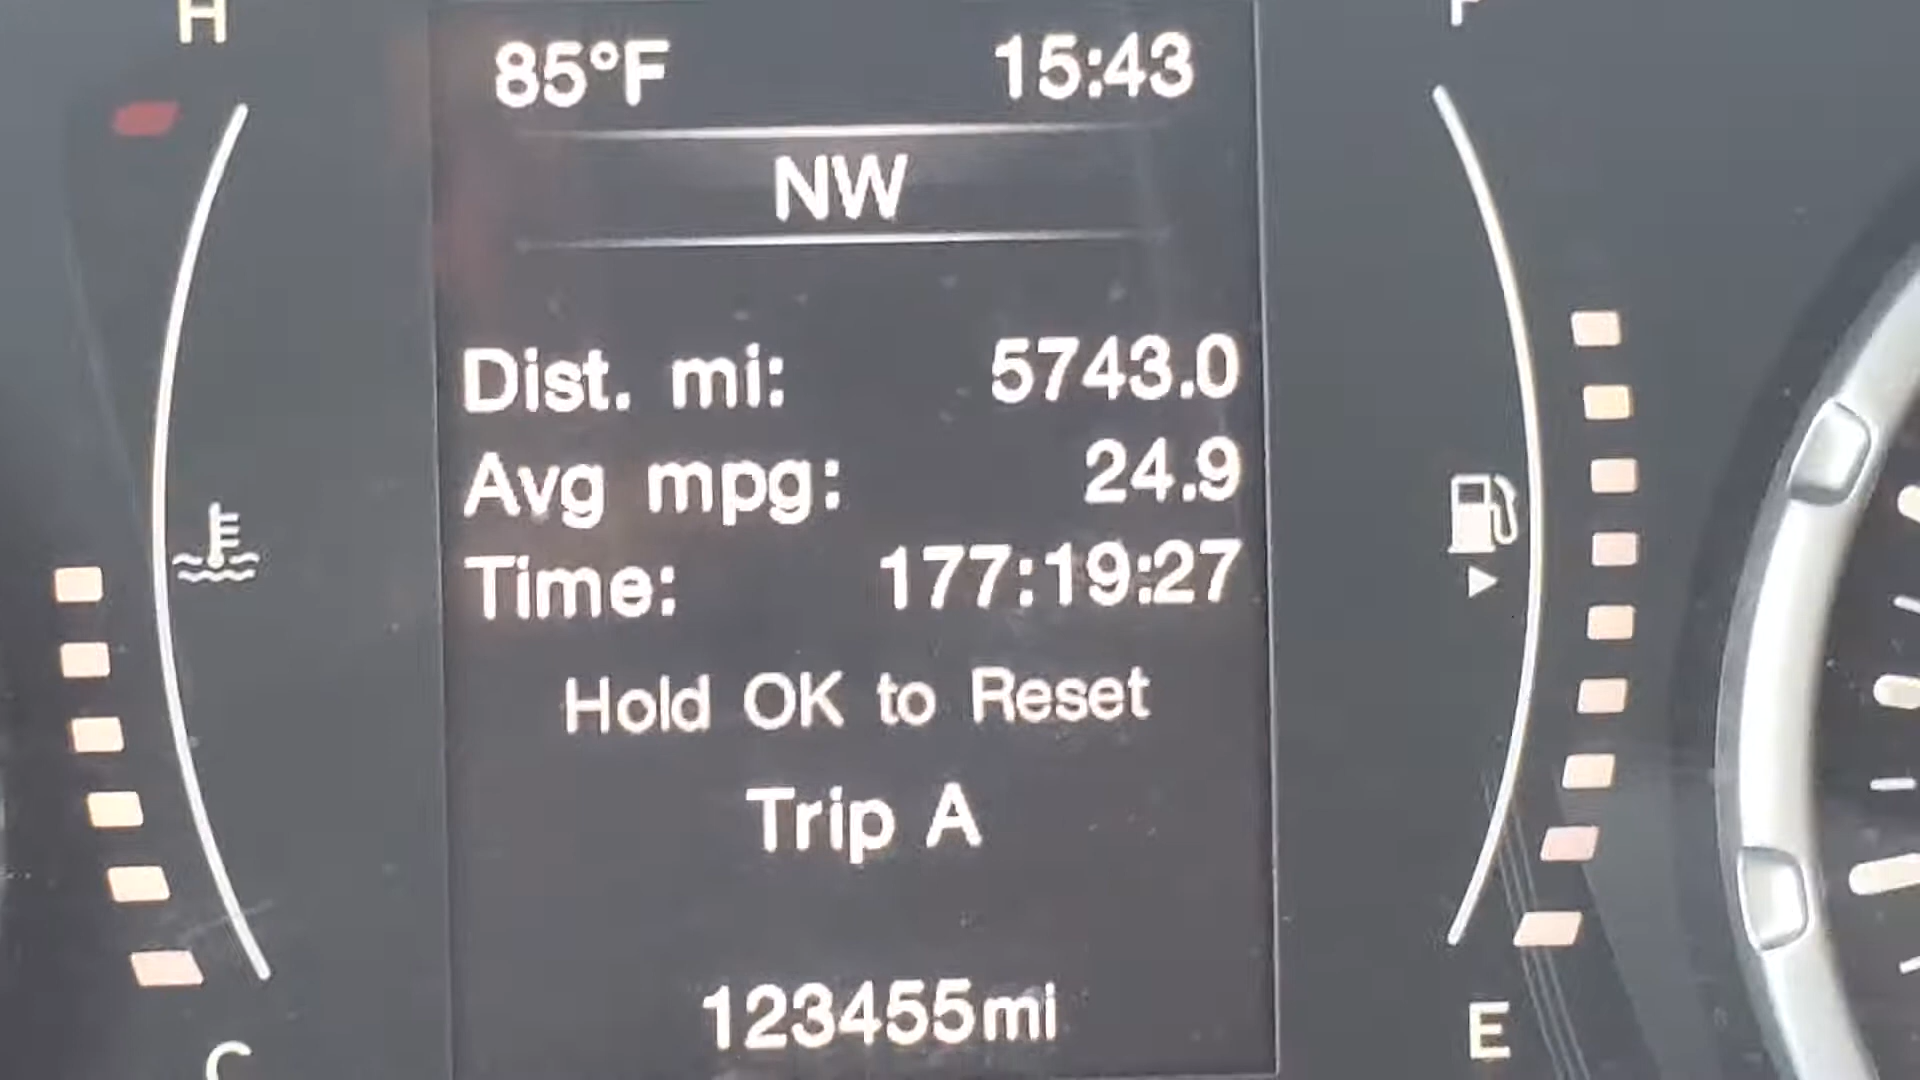 H
F
85°F 15:43
NW
Dist. mi: 5743.0
Avg mpg: 24.9
Time: 177:19:27
Hold OK to Reset
Trip A
123455mi
C
E